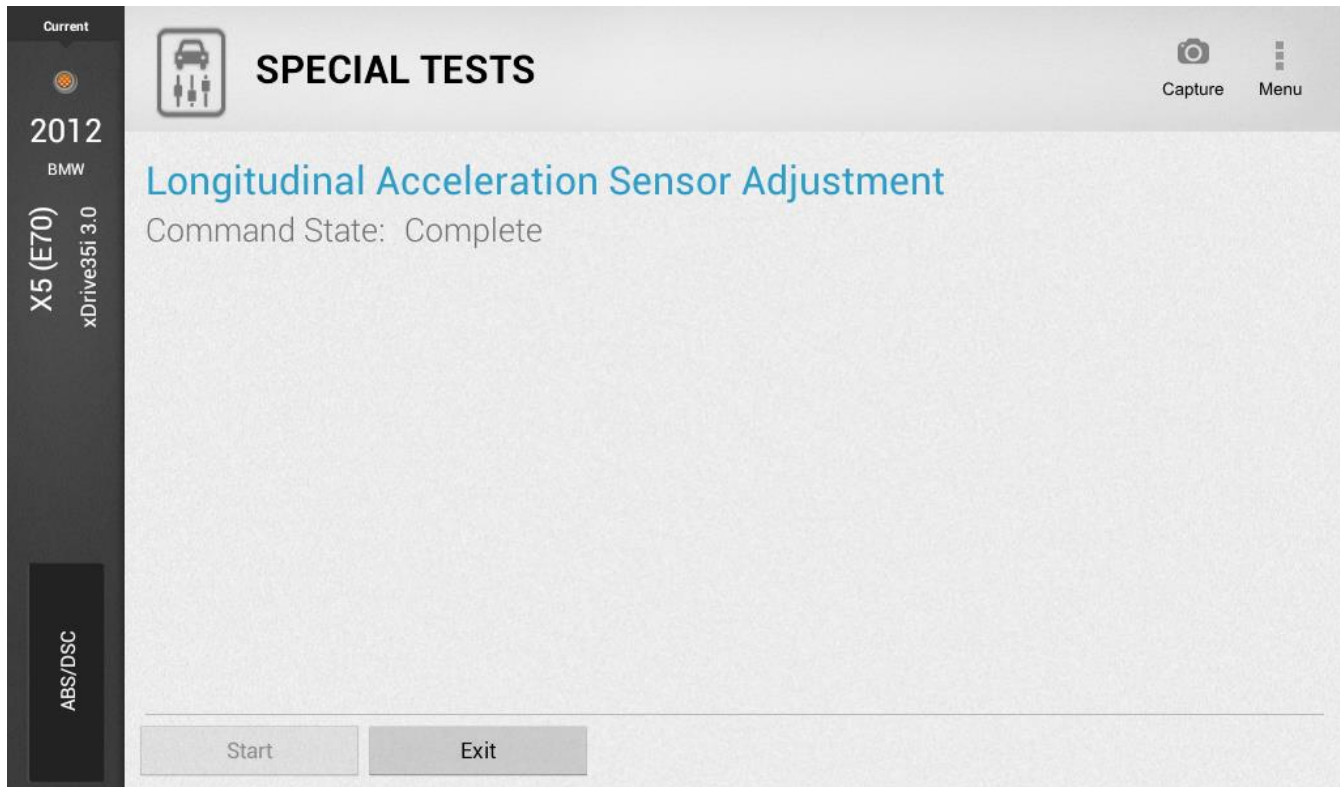 Current
2012
BMW
X5 (E70)
xDrive35i 3.0
ABS/DSC
SPECIAL TESTS
Capture
Menu
Longitudinal Acceleration Sensor Adjustment
Command State: Complete
Start
Exit